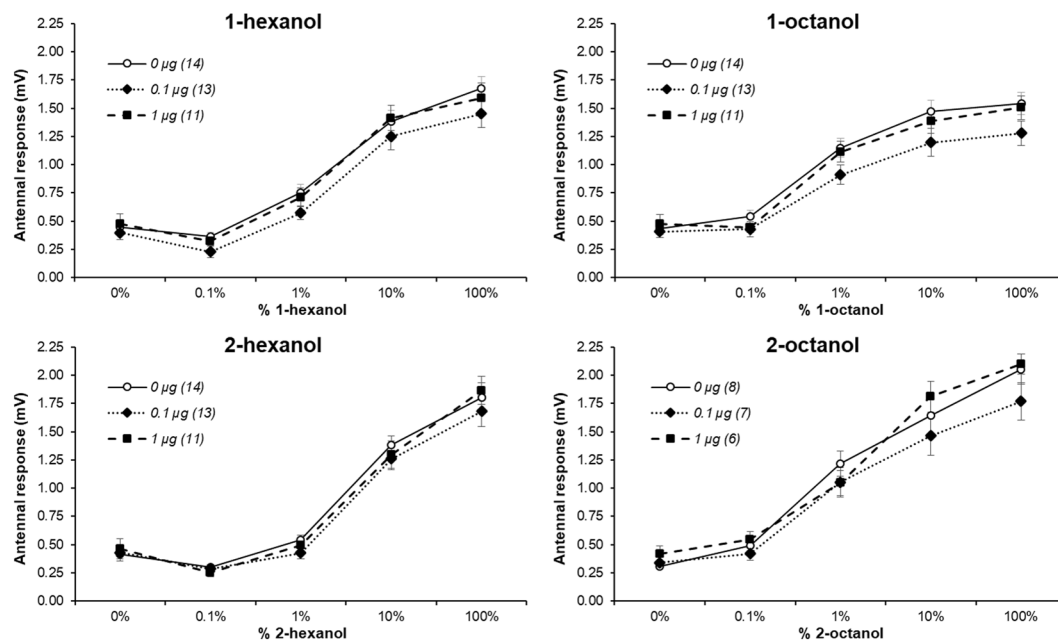 1-hexanol
2.25
2.00
1.75
1.50
1.25
1.00
0.75
0.50
0.25
0.00
Antennal response (mV)
0 µg (14)
0.1 µg (13)
1 µg (11)
0% 0.1% 1% 10% 100%
% 1-hexanol
1-octanol
2.25
2.00
1.75
1.50
1.25
1.00
0.75
0.50
0.25
0.00
Antennal response (mV)
0 µg (14)
0.1 µg (13)
1 µg (11)
0% 0.1% 1% 10% 100%
% 1-octanol
2-hexanol
2.25
2.00
1.75
1.50
1.25
1.00
0.75
0.50
0.25
0.00
Antennal response (mV)
0 µg (14)
0.1 µg (13)
1 µg (11)
0% 0.1% 1% 10% 100%
% 2-hexanol
2-octanol
2.25
2.00
1.75
1.50
1.25
1.00
0.75
0.50
0.25
0.00
Antennal response (mV)
0 µg (8)
0.1 µg (7)
1 µg (6)
0% 0.1% 1% 10% 100%
% 2-octanol